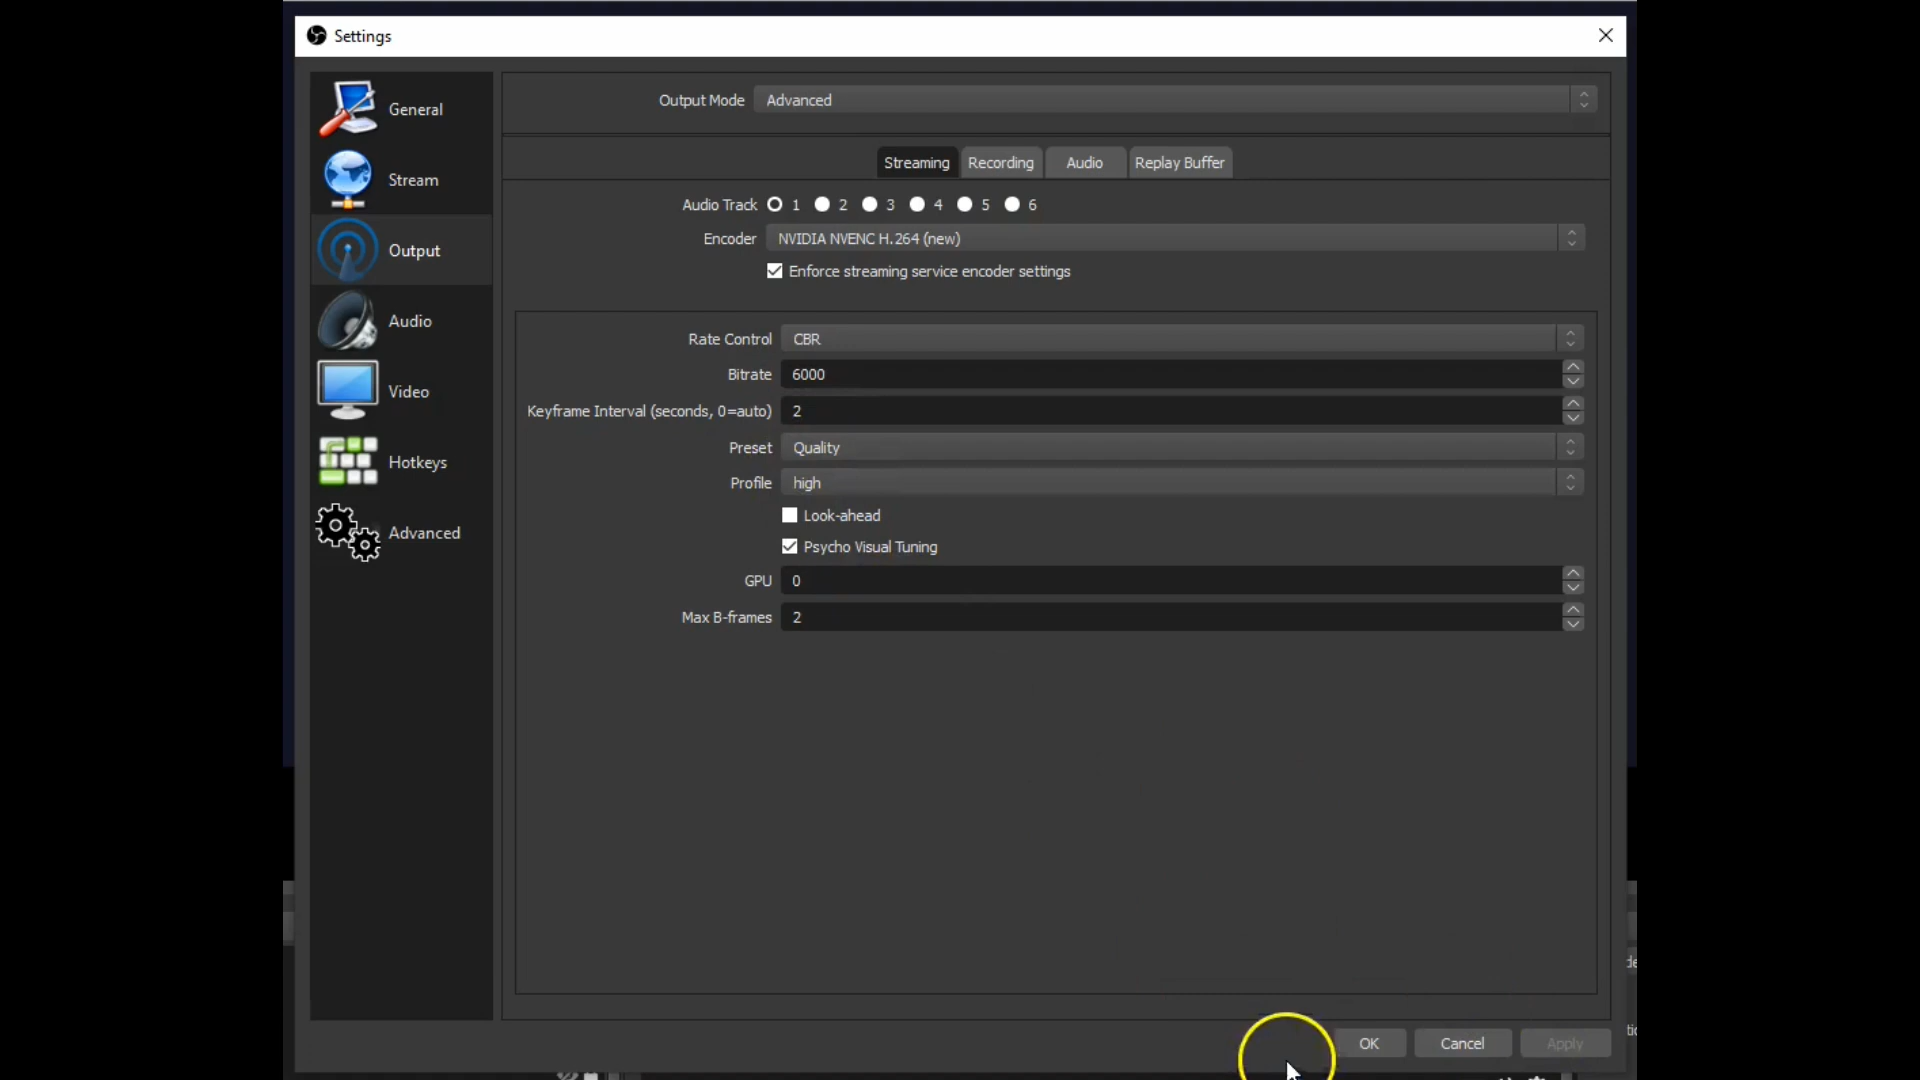 Settings
General
Stream
Output
Audio
Video
Hotkeys
Advanced
Output Mode Advanced
Streaming Recording Audio Replay Buffer
Audio Track 1 2 3 4 5 6
Encoder NVIDIA NVENC H.264 (new)
Enforce streaming service encoder settings
Rate Control CBR
Bitrate 6000
Keyframe Interval (seconds, 0=auto) 2
Preset Quality
Profile high
Look-ahead
Psycho Visual Tuning
GPU 0
Max B-frames 2
OK Cancel Apply